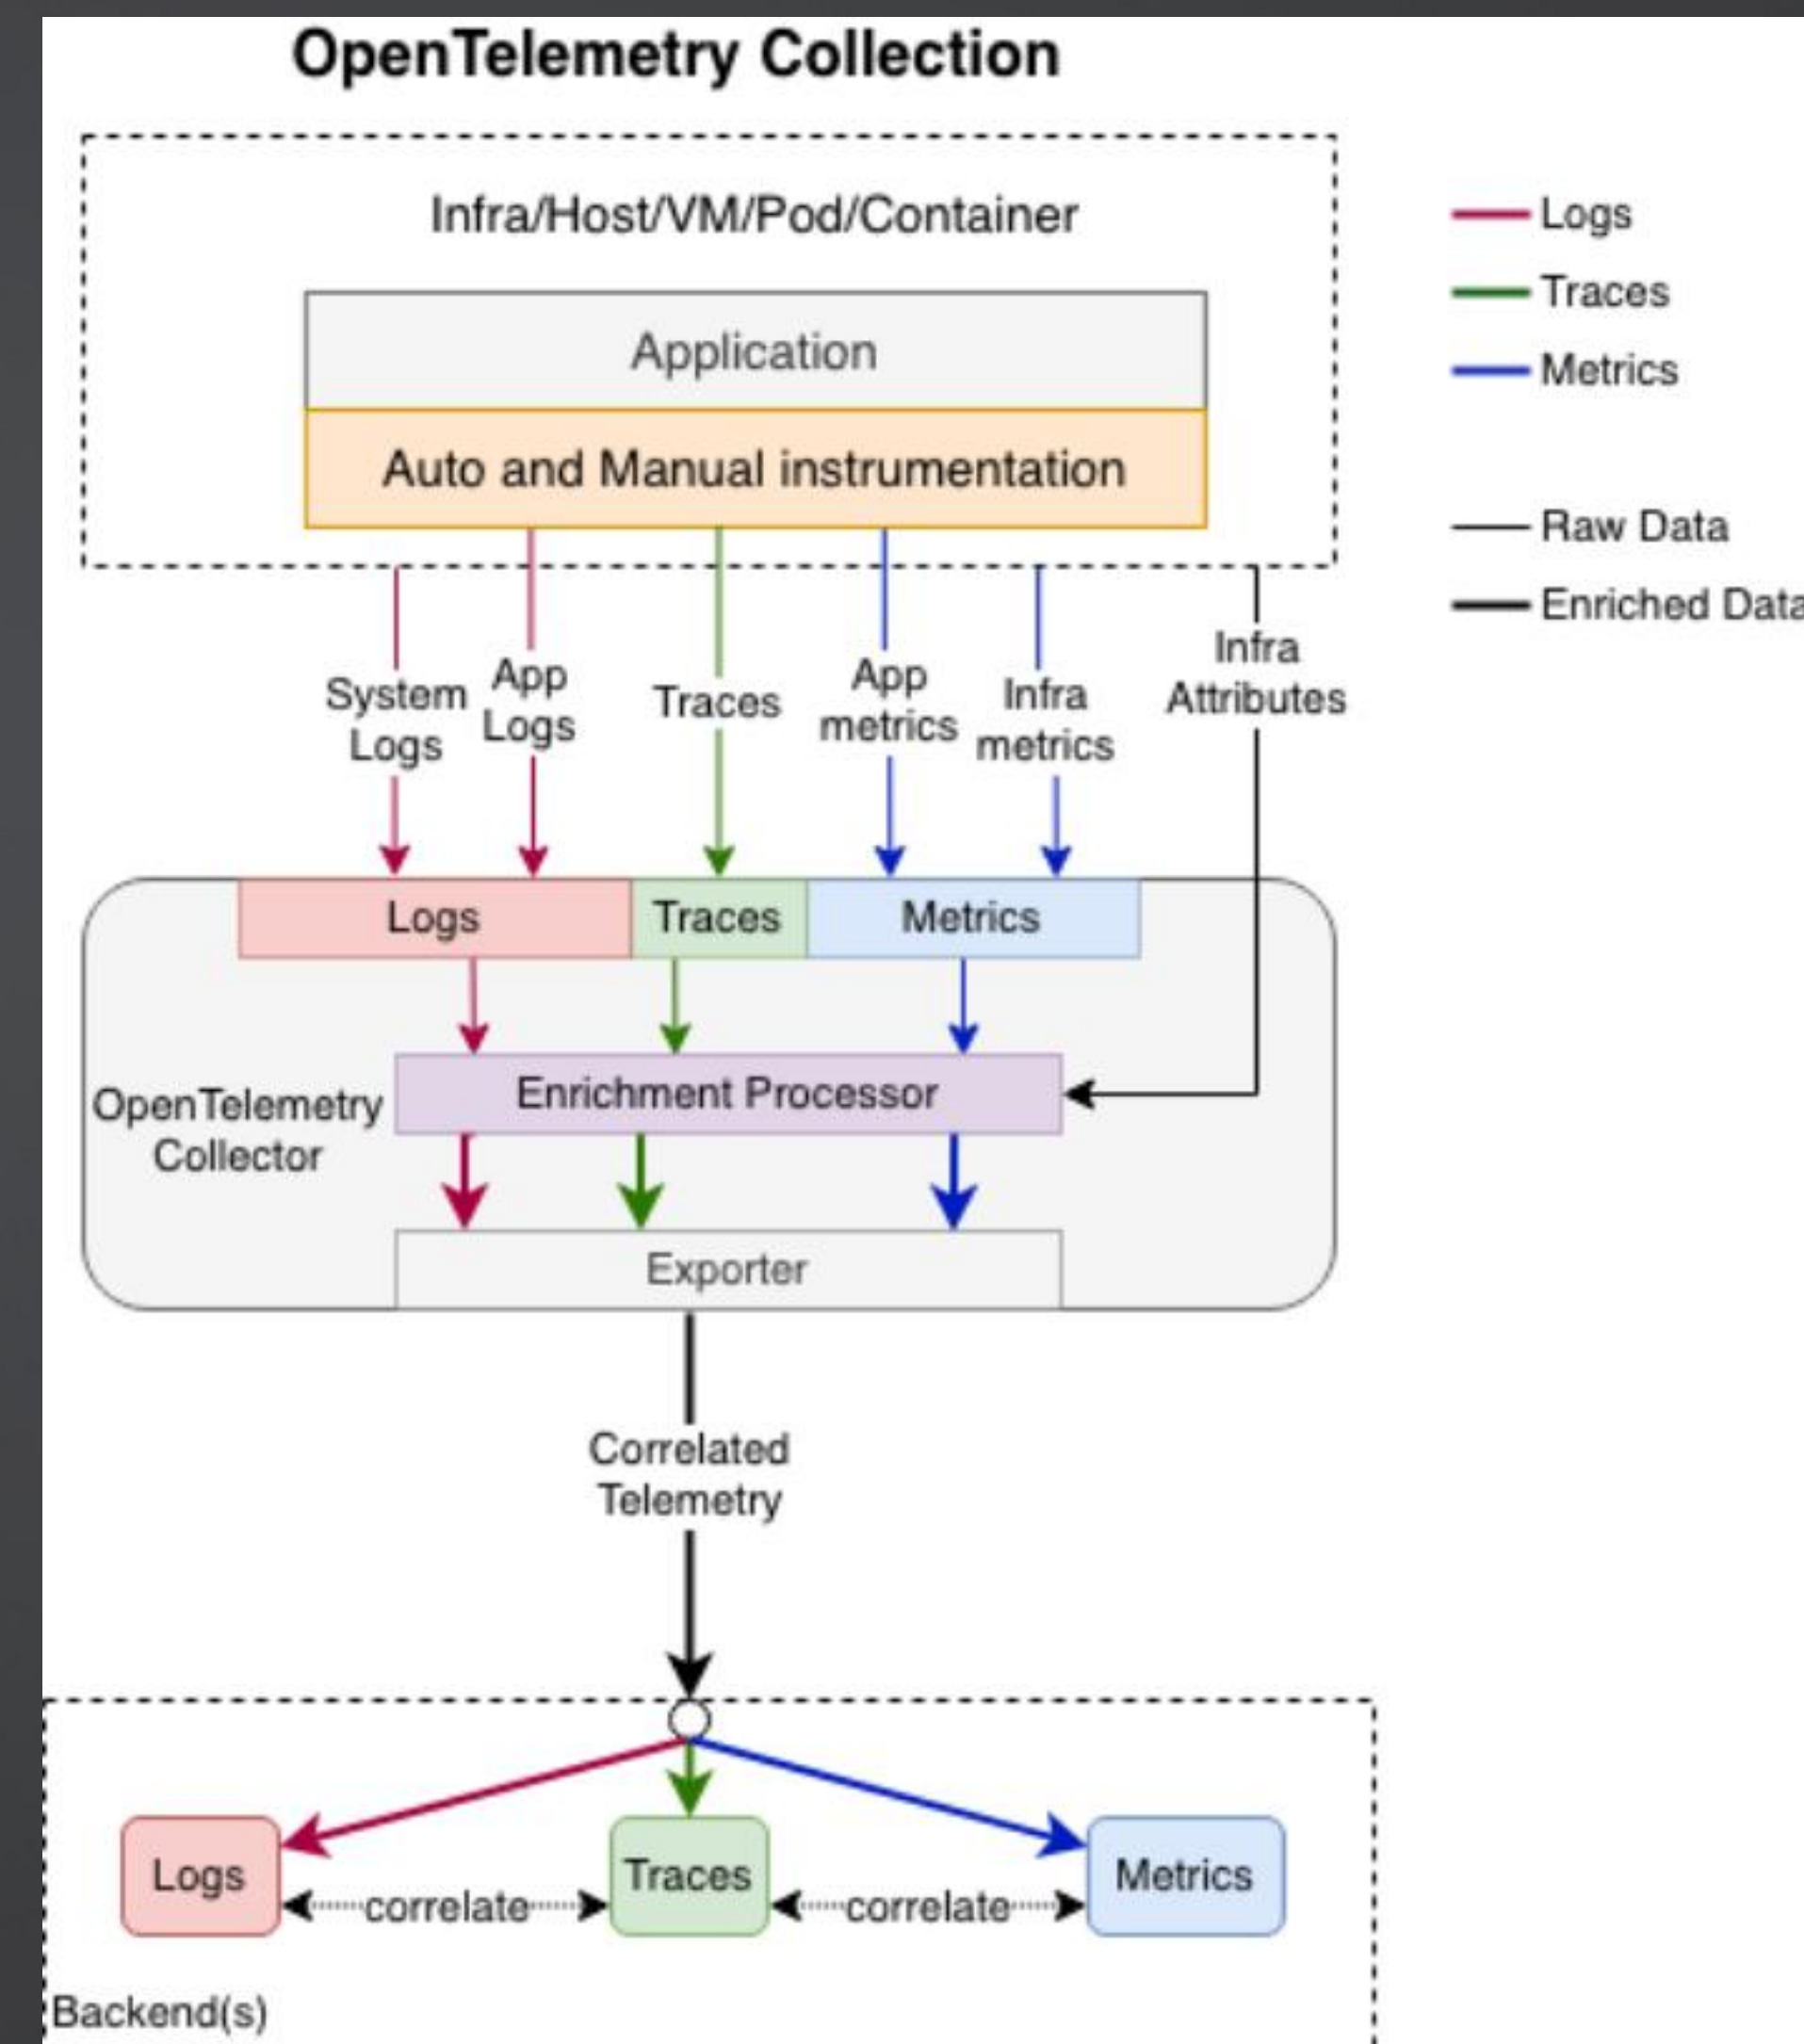 OpenTelemetry Collection
Infra/Host/VM/Pod/Container
Application
Auto and Manual instrumentation
Logs
Traces
Metrics
Raw Data
Enriched Data
System
Logs
App
Logs
Traces
App
metrics
Infra
metrics
Infra
Attributes
Logs
Traces
Metrics
OpenTelemetry
Collector
Enrichment Processor
Exporter
Correlated
Telemetry
Logs
correlate
Traces
correlate
Metrics
Backend(s)